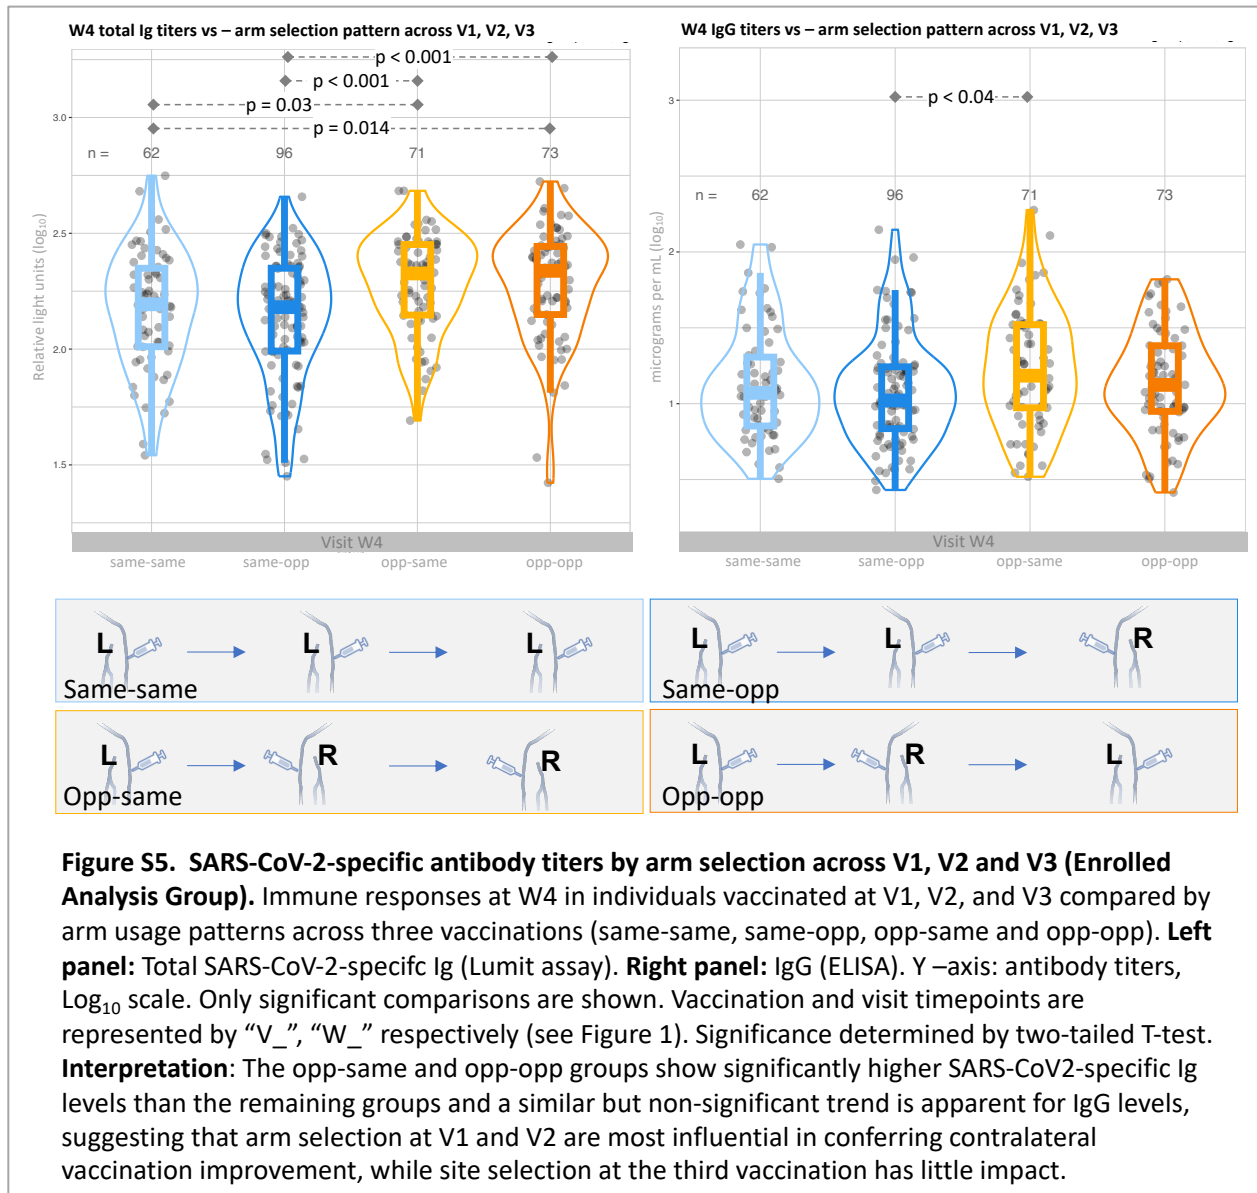 W4 total Ig titers vs – arm selection pattern across V1, V2, V3
p < 0.001
p < 0.001
p = 0.03
p = 0.014
3.0
n = 62 96 71 73
2.5
2.0
1.5
Relative light units (log₁₀)
Visit W4
same-same same-opp opp-same opp-opp
W4 IgG titers vs – arm selection pattern across V1, V2, V3
p < 0.04
3
n = 62 96 71 73
2
1
micrograms per mL (log₁₀)
Visit W4
same-same same-opp opp-same opp-opp
L L L
Same-same
L L R
Same-opp
L R R
Opp-same
L R L
Opp-opp
Figure S5. SARS-CoV-2-specific antibody titers by arm selection across V1, V2 and V3 (Enrolled
Analysis Group). Immune responses at W4 in individuals vaccinated at V1, V2, and V3 compared by
arm usage patterns across three vaccinations (same-same, same-opp, opp-same and opp-opp). Left
panel: Total SARS-CoV-2-specifc Ig (Lumit assay). Right panel: IgG (ELISA). Y –axis: antibody titers,
Log₁₀ scale. Only significant comparisons are shown. Vaccination and visit timepoints are
represented by “V_”, “W_” respectively (see Figure 1). Significance determined by two-tailed T-test.
Interpretation: The opp-same and opp-opp groups show significantly higher SARS-CoV2-specific Ig
levels than the remaining groups and a similar but non-significant trend is apparent for IgG levels,
suggesting that arm selection at V1 and V2 are most influential in conferring contralateral
vaccination improvement, while site selection at the third vaccination has little impact.